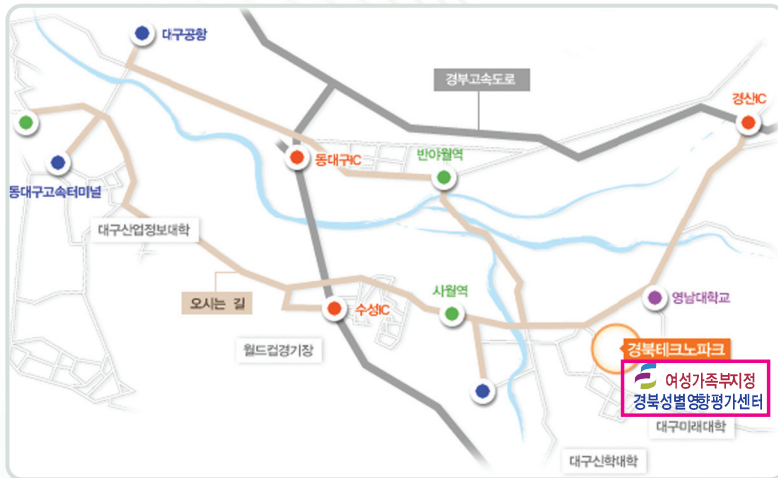 대구공항
경부고속도로
경산IC
동대구IC
반야월역
동대구고속터미널
대구산업정보대학
오시는 길
수성IC
사월역
영남대학교
월드컵경기장
경북테크노파크
여성가족부지정
경북성별영향평가센터
대구미래대학
대구신학대학